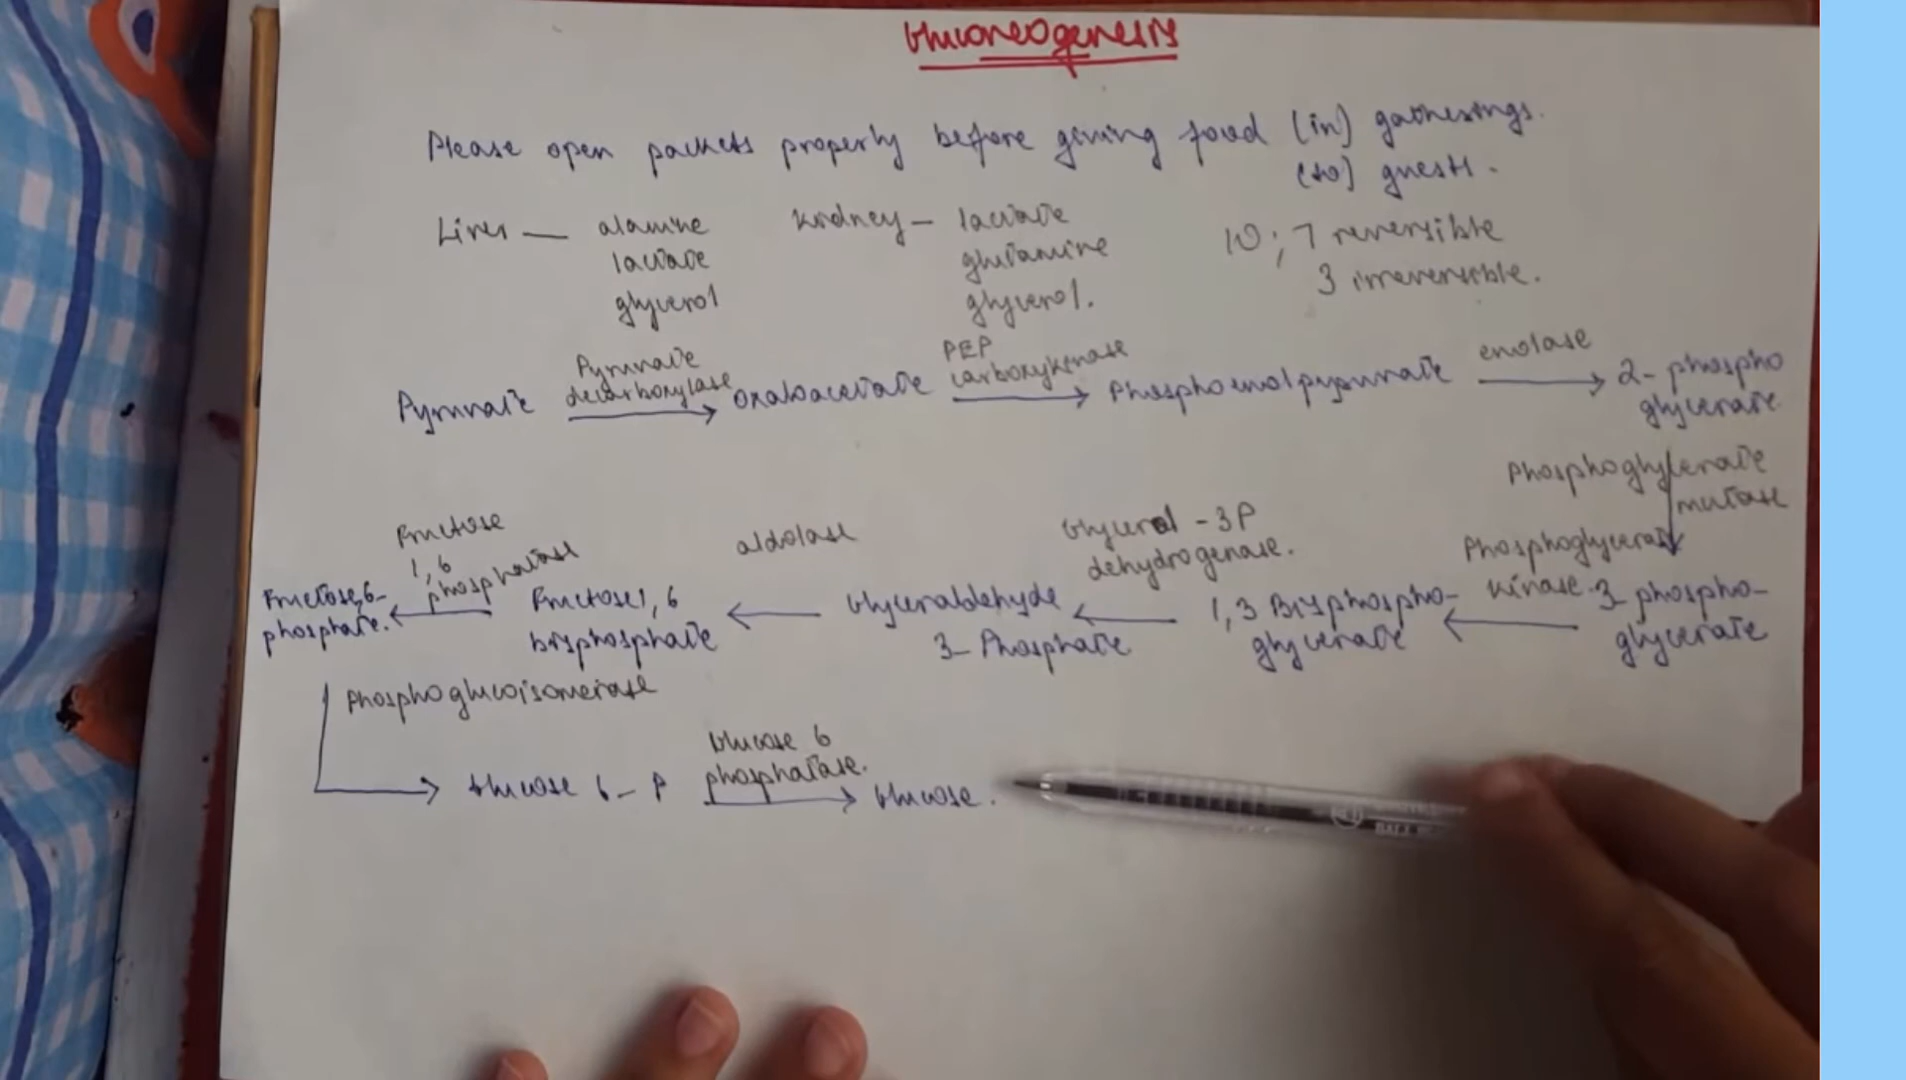 Gluconeogenesis
Please open packets properly before giving food (in) gatherings.
(to) guests.
Liver — alanine
lactate
glycerol
Kidney — lactate
glutamine
glycerol.
10; 7 reversible
3 irreversible.
Pyruvate
Pyruvate
decarboxylase
Oxaloacetate
PEP
carboxykenase
Phosphoenolpyruvate
enolase
2- phospho
glycerate
Phosphoglycerate
mutase
3- phospho-
glycerate
Phosphoglycerate
kinase.
1,3 Bisphospho-
glycerate
Glycerol - 3P
dehydrogenase.
Glyceraldehyde
3- Phosphate
aldolase
Fructose 1,6
bisphosphate
Fructose
1,6
phosphatase
Fructose,6-
phosphate.
Phosphoglucoisomerase
Glucose 6- P
Glucose 6
phosphatase.
Glucose.